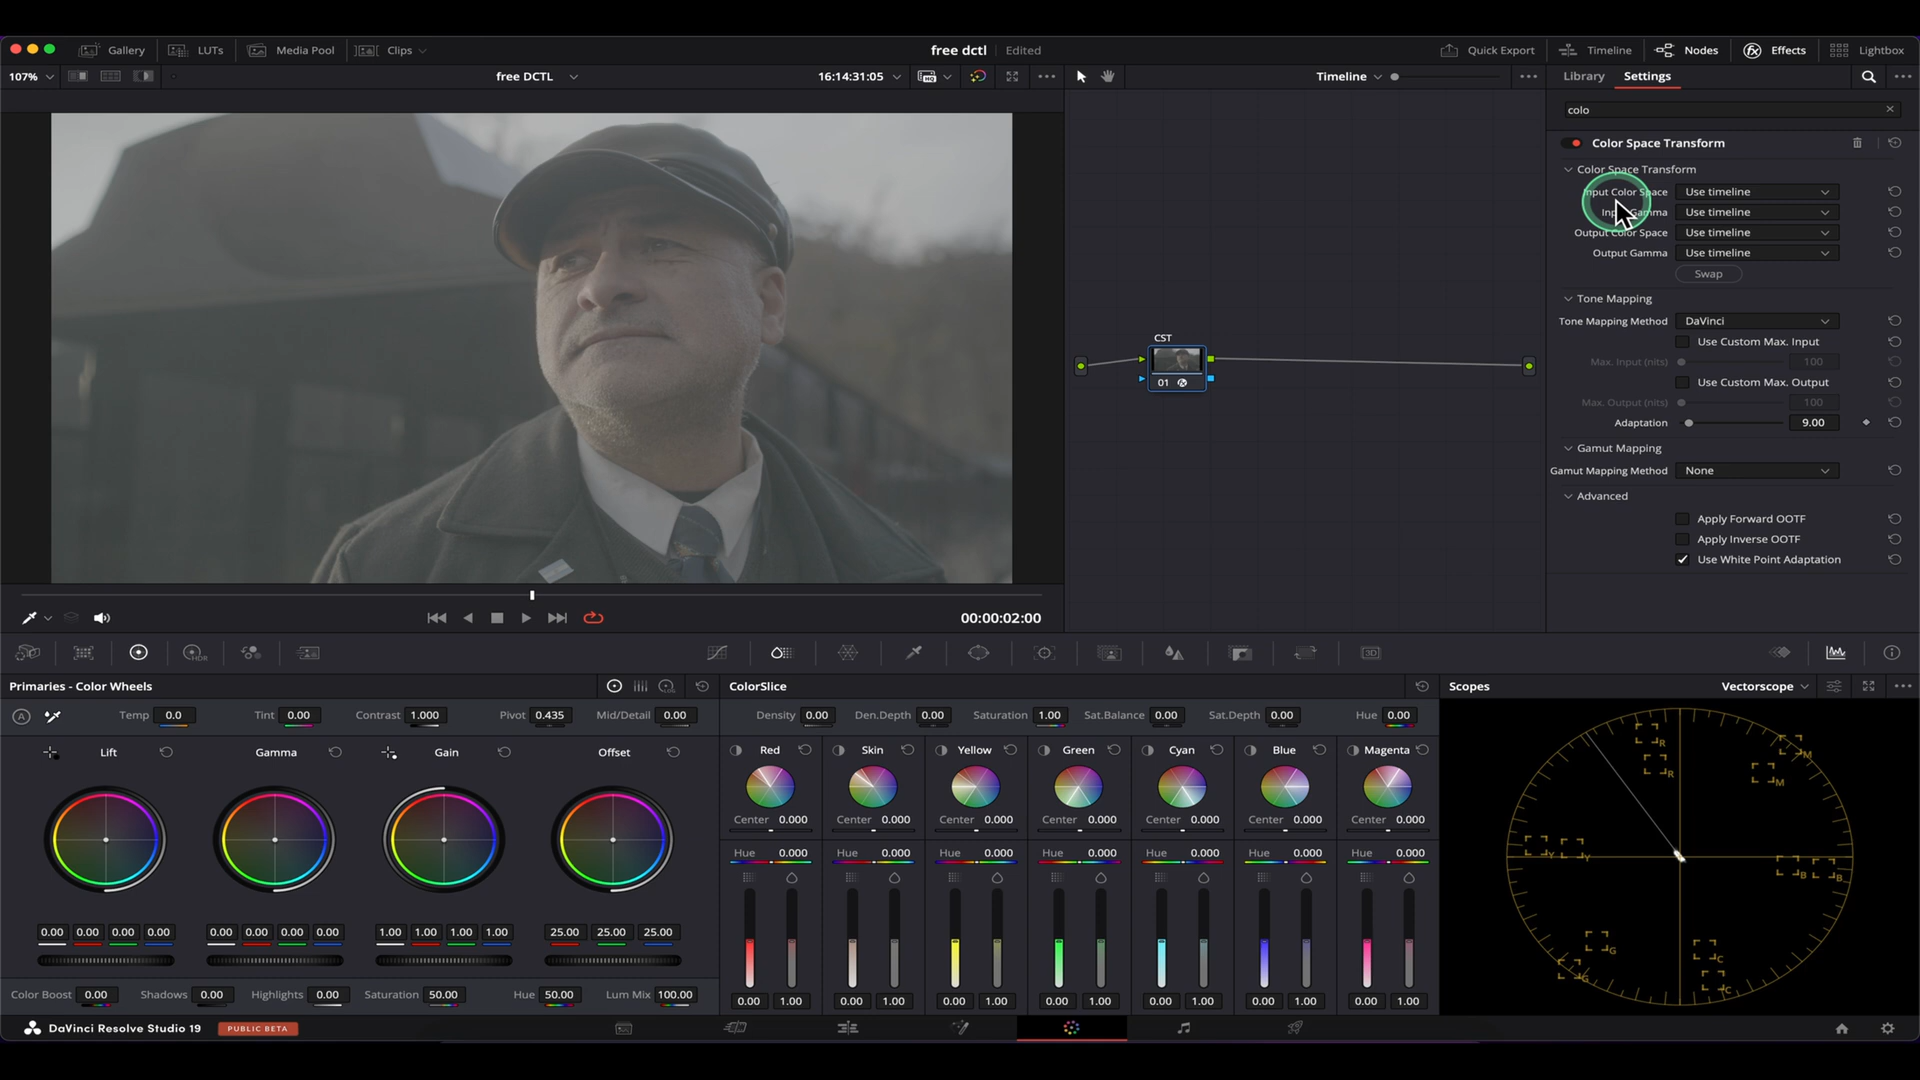 Gallery LUTs Media Pool Clips free dctl Edited Quick Export Timeline Nodes Effects Lightbox
107% free DCTL 16:14:31:05 Timeline Library Settings
colo
Color Space Transform
Color Space Transform
Input Color Space Use timeline
Input Gamma Use timeline
Output Color Space Use timeline
Output Gamma Use timeline
Swap
Tone Mapping
Tone Mapping Method DaVinci
Use Custom Max. Input
Max. Input (nits) 100
Use Custom Max. Output
Max. Output (nits) 100
Adaptation 9.00
Gamut Mapping
Gamut Mapping Method None
Advanced
Apply Forward OOTF
Apply Inverse OOTF
Use White Point Adaptation
CST
01
00:00:02:00
HDR
3D
Primaries - Color Wheels
Temp 0.0 Tint 0.00 Contrast 1.000 Pivot 0.435 Mid/Detail 0.00
Lift Gamma Gain Offset
0.00 0.00 0.00 0.00 0.00 0.00 0.00 0.00 1.00 1.00 1.00 1.00 25.00 25.00 25.00
Color Boost 0.00 Shadows 0.00 Highlights 0.00 Saturation 50.00 Hue 50.00 Lum Mix 100.00
ColorSlice
Density 0.00 Den.Depth 0.00 Saturation 1.00 Sat.Balance 0.00 Sat.Depth 0.00 Hue 0.00
Red Skin Yellow Green Cyan Blue Magenta
Center 0.000 Center 0.000 Center 0.000 Center 0.000 Center 0.000 Center 0.000 Center 0.000
Hue 0.000 Hue 0.000 Hue 0.000 Hue 0.000 Hue 0.000 Hue 0.000 Hue 0.000
0.00 1.00 0.00 1.00 0.00 1.00 0.00 1.00 0.00 1.00 0.00 1.00 0.00 1.00
Scopes Vectorscope
R M
R M
Y Y B B
G C
G C
DaVinci Resolve Studio 19 PUBLIC BETA